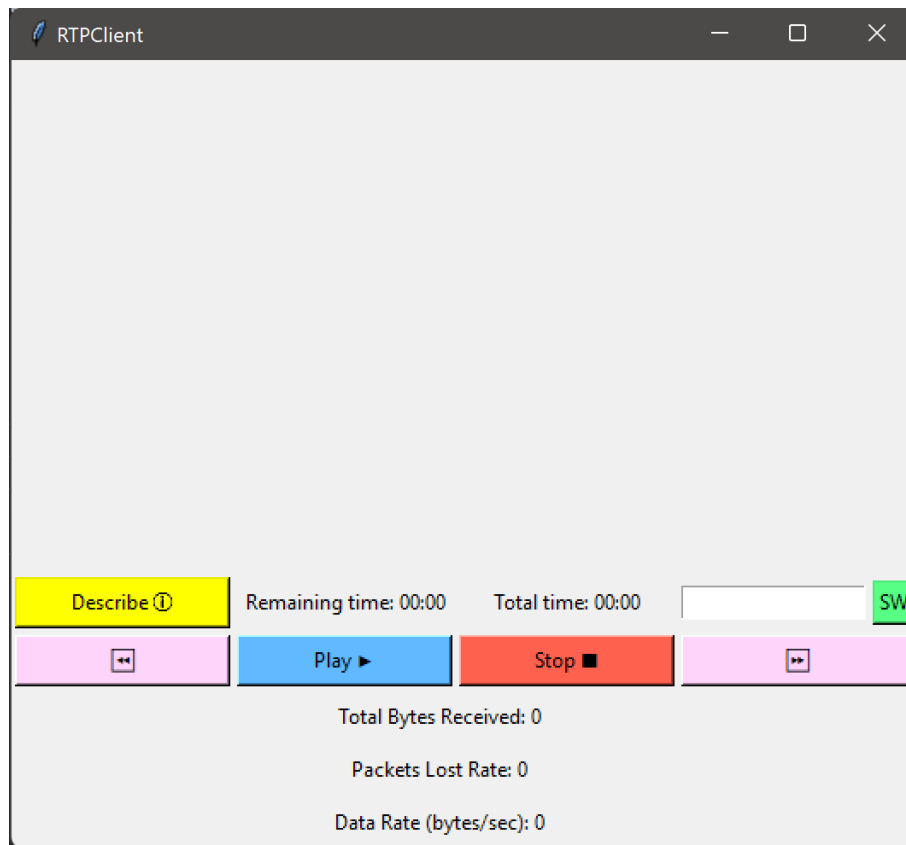 RTPClient
Describe ⓘ Remaining time: 00:00 Total time: 00:00 SW
⏪ Play ► Stop ■ ⏩
Total Bytes Received: 0
Packets Lost Rate: 0
Data Rate (bytes/sec): 0